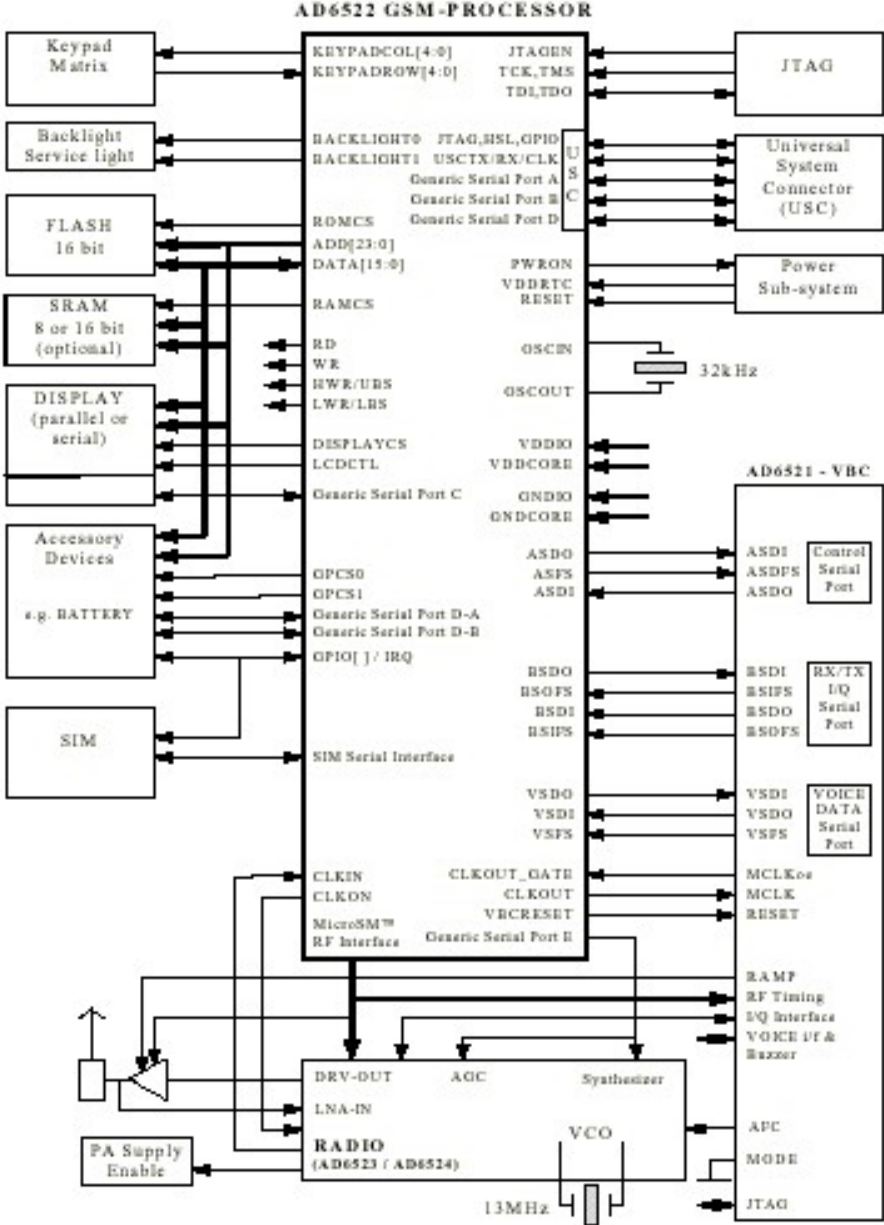 AD6522 GSM-PROCESSOR
Keypad
Matrix
Backlight
Service light
FLASH
16 bit
SRAM
8 or 16 bit
(optional)
DISPLAY
(parallel or
serial)
Accessory
Devices
e.g. BATTERY
SIM
KEYPADCOL[4:0]
KEYPADROW[4:0]
BACKLIGHT0
BACKLIGHT1
ROMCS
ADD[23:0]
DATA[15:0]
RAMCS
RD
WR
HWR/UBS
LWR/LBS
DISPLAYCS
LCDCTL
Generic Serial Port C
GPCS0
GPCS1
Generic Serial Port D-A
Generic Serial Port D-B
GPIO[ ] / IRQ
SIM Serial Interface
CLKIN
CLKON
MicroSM™
RF Interface
JTAGEN
TCK,TMS
TDI,TDO
JTAG,HSL,GPIO
USCTX/RX/CLK
Generic Serial Port A
Generic Serial Port B
Generic Serial Port D
USC
PWRON
VDDRTC
RESET
OSCIN
OSCOUT
VDDIO
VDDCORE
GNDIO
GNDCORE
ASDO
ASFS
ASDI
BSDO
BSOFS
BSDI
BSIFS
VSDO
VSDI
VSFS
CLKOUT_GATE
CLKOUT
VBCRESET
Generic Serial Port E
JTAG
Universal
System
Connector
(USC)
Power
Sub-system
32kHz
AD6521 - VBC
ASDI
ASDFS
ASDO
Control
Serial
Port
BSDI
BSIFS
BSDO
BSOFS
RX/TX
I/Q
Serial
Port
VSDI
VSDO
VSFS
VOICE
DATA
Serial
Port
MCLKoe
MCLK
RESET
RAMP
RF Timing
I/Q Interface
VOICE i/f &
Buzzer
AFC
MODE
JTAG
DRV-OUT
AGC
Synthesizer
LNA-IN
VCO
RADIO
(AD6523 / AD6524)
PA Supply
Enable
13MHz